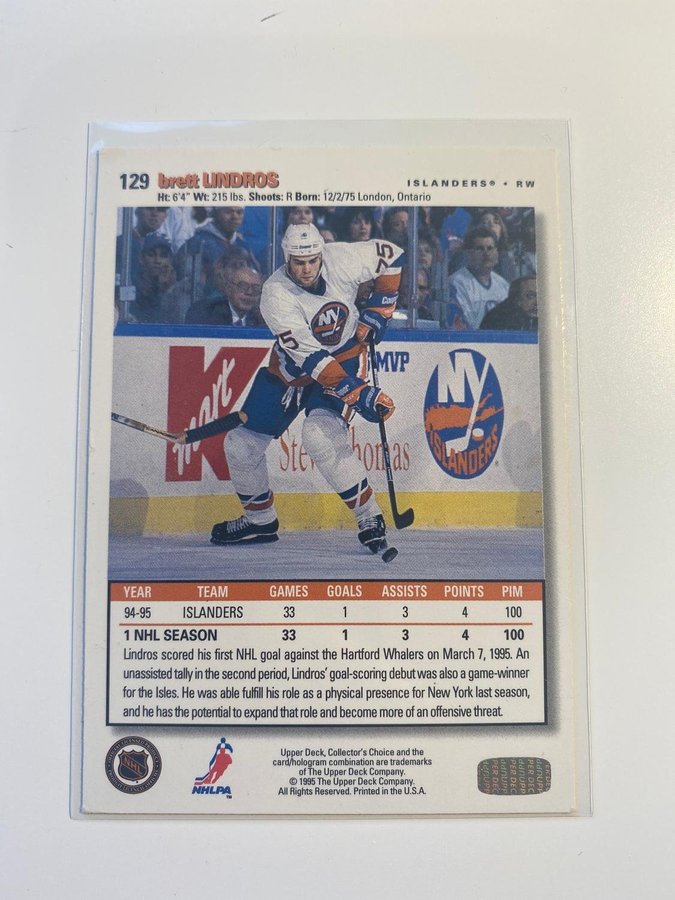 129 brett LINDROS
ISLANDERS® • RW
Ht: 6'4" Wt: 215 lbs. Shoots: R Born: 12/2/75 London, Ontario
75
75
NY
MVP
Kmart
NY
ISLANDERS
YEAR TEAM GAMES GOALS ASSISTS POINTS PIM
94-95 ISLANDERS 33 1 3 4 100
1 NHL SEASON 33 1 3 4 100
Lindros scored his first NHL goal against the Hartford Whalers on March 7, 1995. An
unassisted tally in the second period, Lindros' goal-scoring debut was also a game-winner
for the Isles. He was able fulfill his role as a physical presence for New York last season,
and he has the potential to expand that role and become more of an offensive threat.
NHL
NHLPA™
Upper Deck, Collector's Choice and the
card/hologram combination are trademarks
of The Upper Deck Company.
© 1995 The Upper Deck Company.
All Rights Reserved. Printed in the U.S.A.